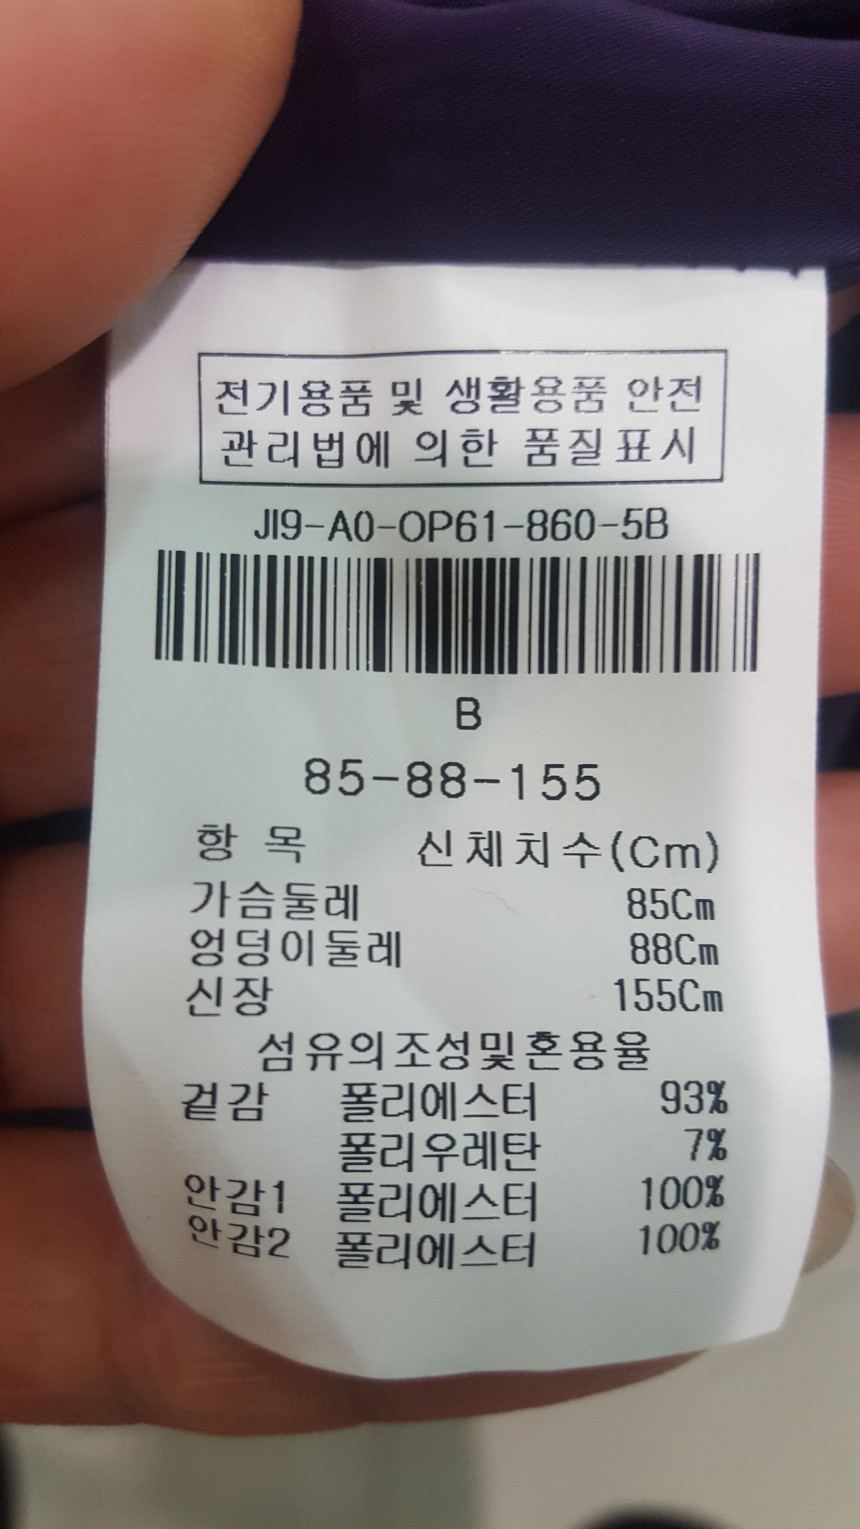 전기용품 및 생활용품 안전
관리법에 의한 품질표시
JI9-A0-OP61-860-5B
B
85-88-155
항 목 신체치수(Cm)
가슴둘레 85Cm
엉덩이둘레 88Cm
신장 155Cm
섬유의조성및혼용율
겉감 폴리에스터 93%
폴리우레탄 7%
안감1 폴리에스터 100%
안감2 폴리에스터 100%